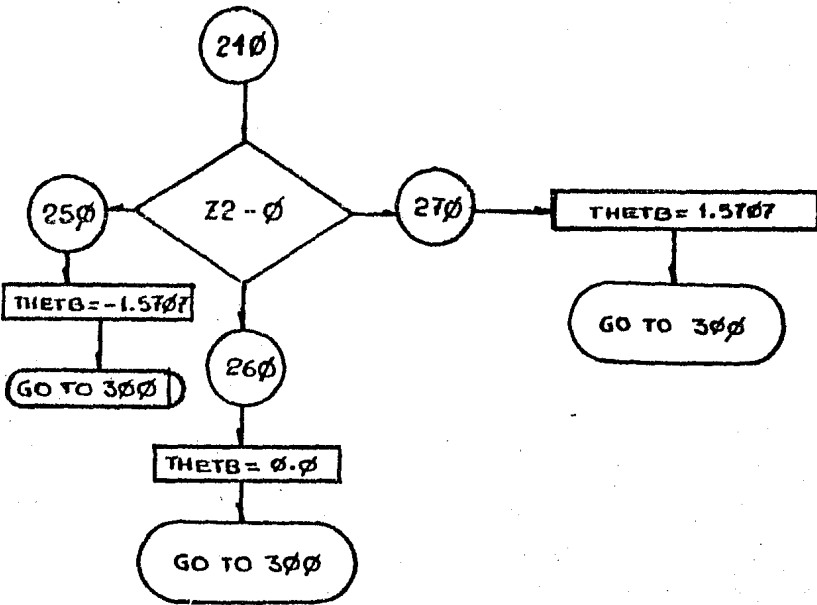 24Ø
Z2 - Ø
25Ø
27Ø
THETB = 1.57Ø7
THETB = -1.57Ø7
GO TO 3ØØ
26Ø
GO TO 3ØØ
THETB = Ø.Ø
GO TO 3ØØ